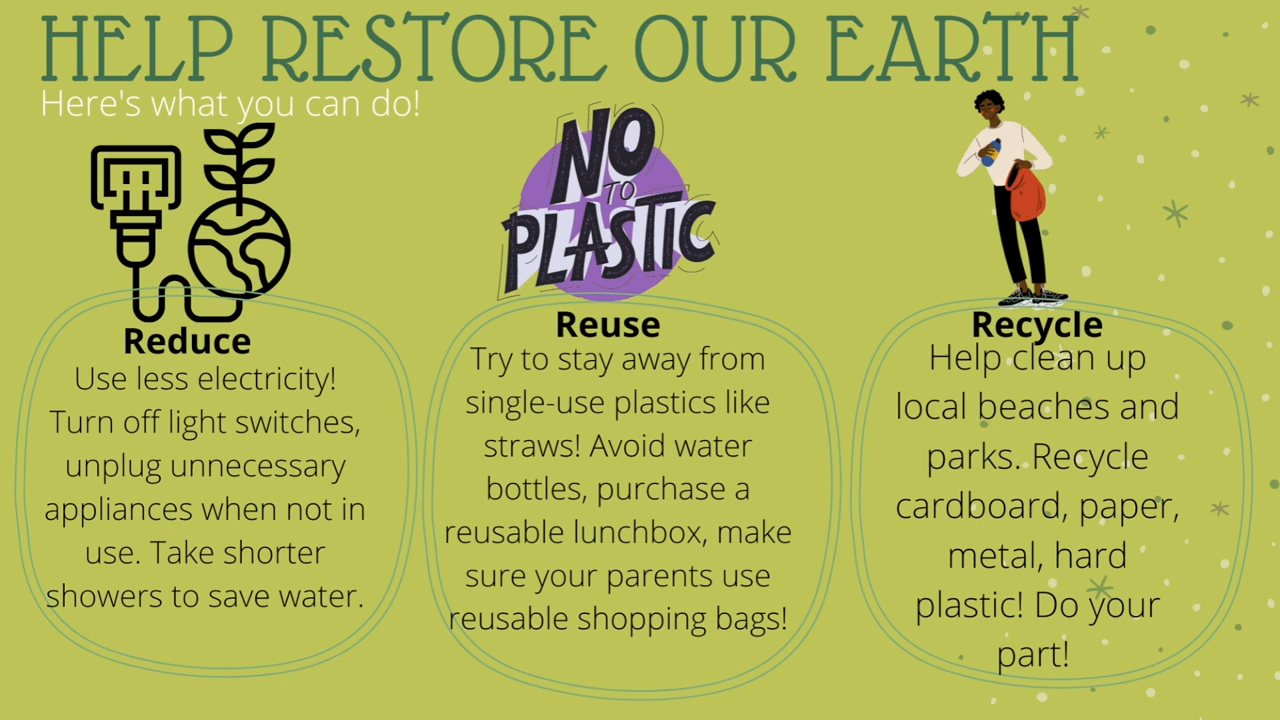 HELP RESTORE OUR EARTH
Here's what you can do!
NO
TO
PLASTIC
Reduce
Use less electricity!
Turn off light switches,
unplug unnecessary
appliances when not in
use. Take shorter
showers to save water.
Reuse
Try to stay away from
single-use plastics like
straws! Avoid water
bottles, purchase a
reusable lunchbox, make
sure your parents use
reusable shopping bags!
Recycle
Help clean up
local beaches and
parks. Recycle
cardboard, paper,
metal, hard
plastic! Do your
part!